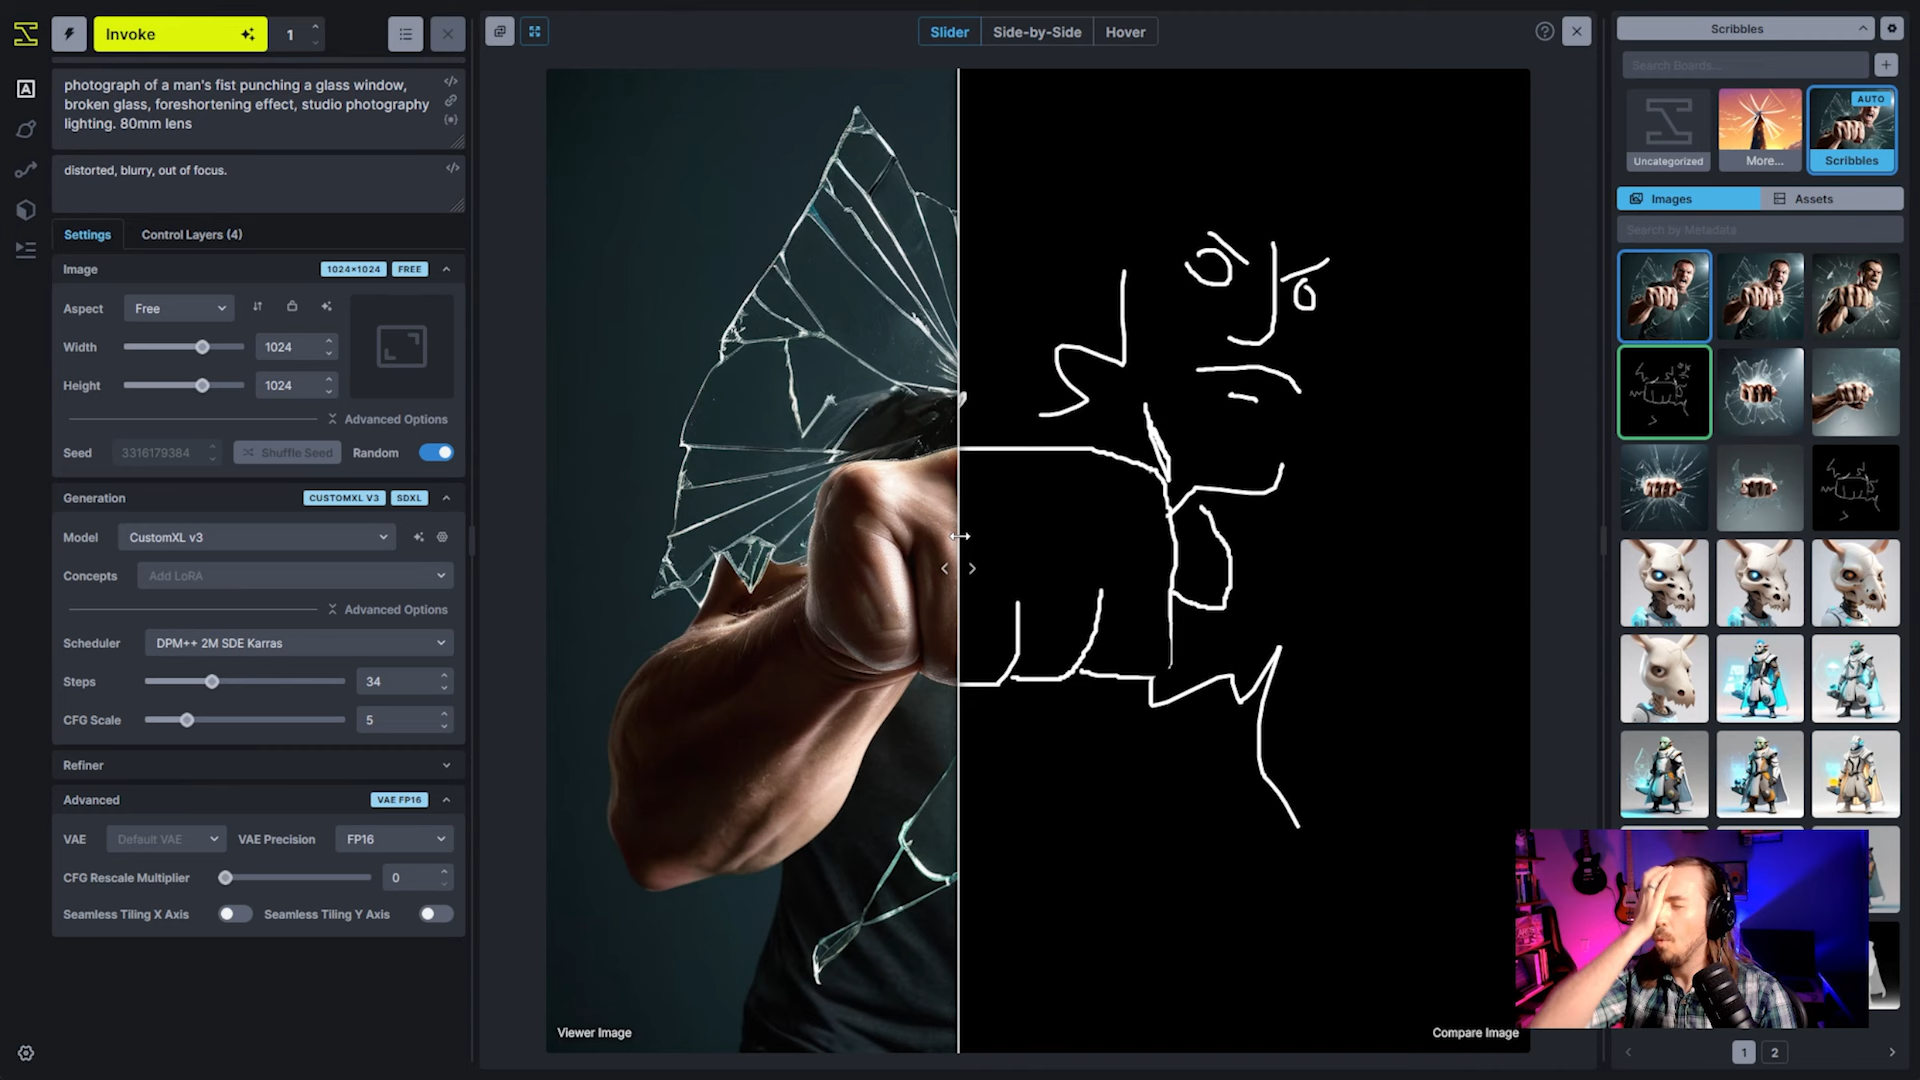 Invoke
1
photograph of a man's fist punching a glass window,
broken glass, foreshortening effect, studio photography
lighting. 80mm lens
distorted, blurry, out of focus.
Settings
Control Layers (4)
Image
1024×1024
FREE
Aspect
Free
Width
1024
Height
1024
Advanced Options
Seed
3316179384
Shuffle Seed
Random
Generation
CUSTOMXL V3
SDXL
Model
CustomXL v3
Concepts
Add LoRA
Advanced Options
Scheduler
DPM++ 2M SDE Karras
Steps
34
CFG Scale
5
Refiner
Advanced
VAE FP16
VAE
Default VAE
VAE Precision
FP16
CFG Rescale Multiplier
0
Seamless Tiling X Axis
Seamless Tiling Y Axis
Slider
Side-by-Side
Hover
Viewer Image
Compare Image
Scribbles
Search Boards...
AUTO
Uncategorized
More...
Scribbles
Images
Assets
Search by Metadata
1
2